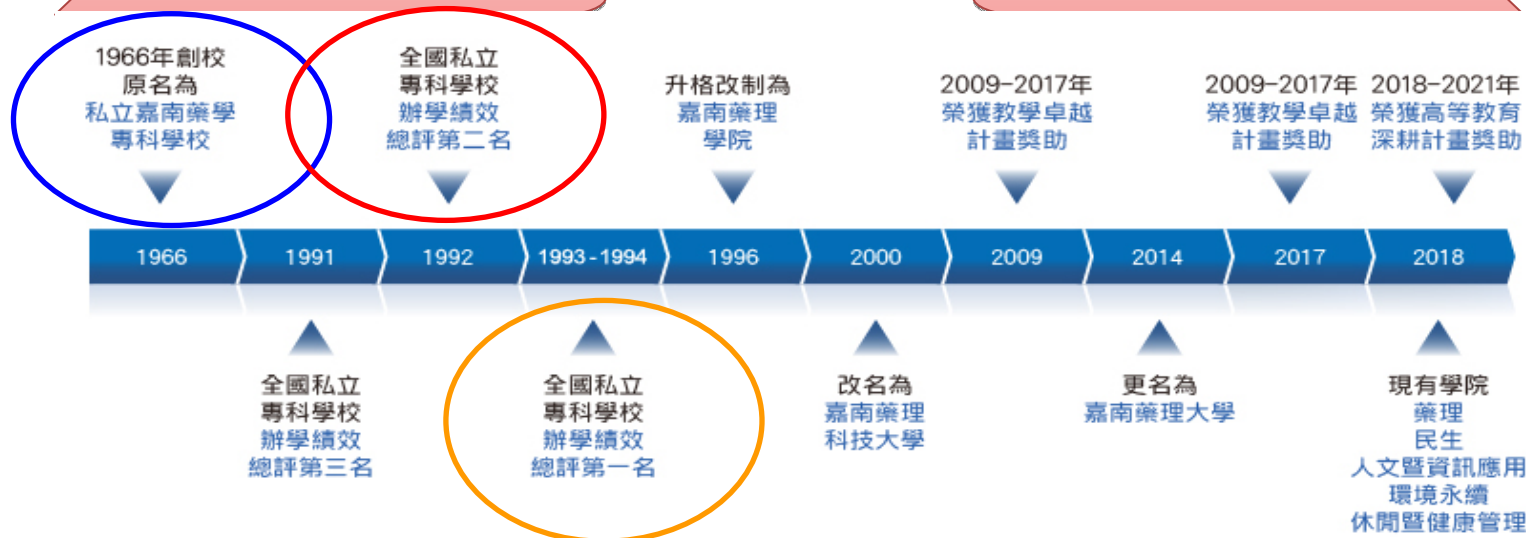 1966年創校
原名為
私立嘉南藥學
專科學校
全國私立
專科學校
辦學績效
總評第二名
升格改制為
嘉南藥理
學院
2009-2017年
榮獲教學卓越
計畫獎助
2009-2017年
榮獲教學卓越
計畫獎助
2018-2021年
榮獲高等教育
深耕計畫獎助
1966
1991
1992
1993-1994
1996
2000
2009
2014
2017
2018
全國私立
專科學校
辦學績效
總評第三名
全國私立
專科學校
辦學績效
總評第一名
改名為
嘉南藥理
科技大學
更名為
嘉南藥理大學
現有學院
藥理
民生
人文暨資訊應用
環境永續
休閒暨健康管理